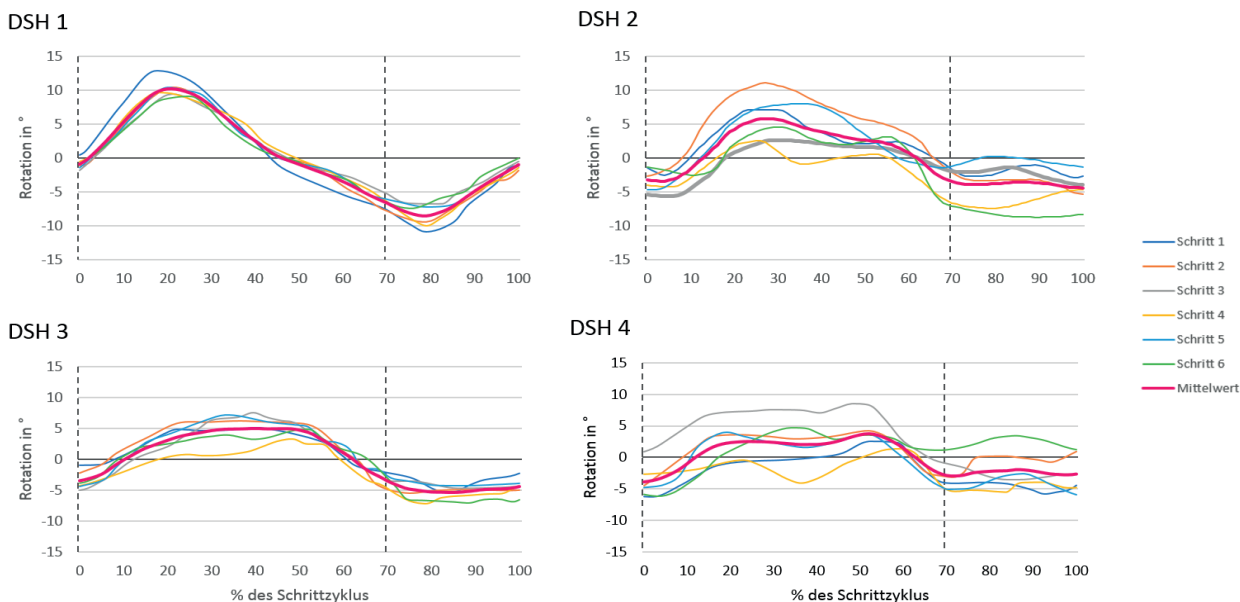 DSH 1
15
10
5
0
-5
-10
-15
Rotation in °
0 10 20 30 40 50 60 70 80 90 100
DSH 2
15
10
5
0
-5
-10
-15
Rotation in °
0 10 20 30 40 50 60 70 80 90 100
Schritt 1
Schritt 2
Schritt 3
Schritt 4
Schritt 5
Schritt 6
Mittelwert
DSH 3
15
10
5
0
-5
-10
-15
Rotation in °
0 10 20 30 40 50 60 70 80 90 100
% des Schrittzyklus
DSH 4
15
10
5
0
-5
-10
-15
Rotation in °
0 10 20 30 40 50 60 70 80 90 100
% des Schrittzyklus